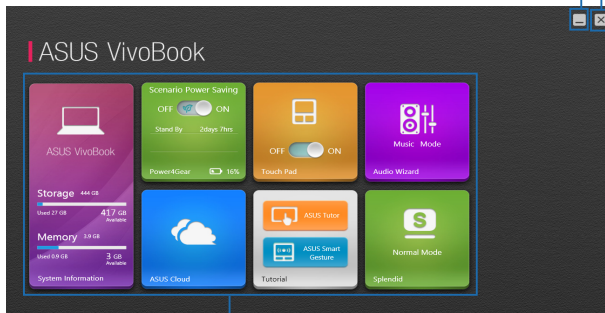 ASUS VivoBook
ASUS VivoBook
Storage 444 GB
Used 27 GB 417 GB
Available
Memory 3.9 GB
Used 0.9 GB 3 GB
Available
System Information
Scenario Power Saving
OFF ON
Stand By 2days 7hrs
Power4Gear 16%
OFF ON
Touch Pad
Music Mode
Audio Wizard
ASUS Cloud
ASUS Tutor
ASUS Smart
Gesture
Tutorial
S
Normal Mode
Splendid